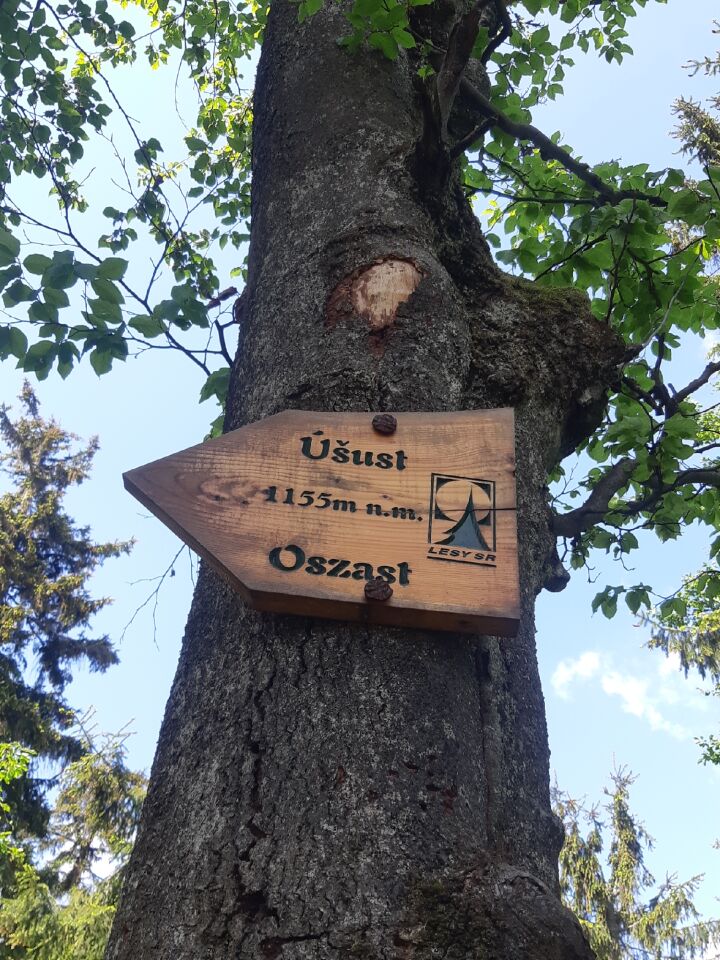 Úšust
1155m n.m.
LESY SR
Oszast